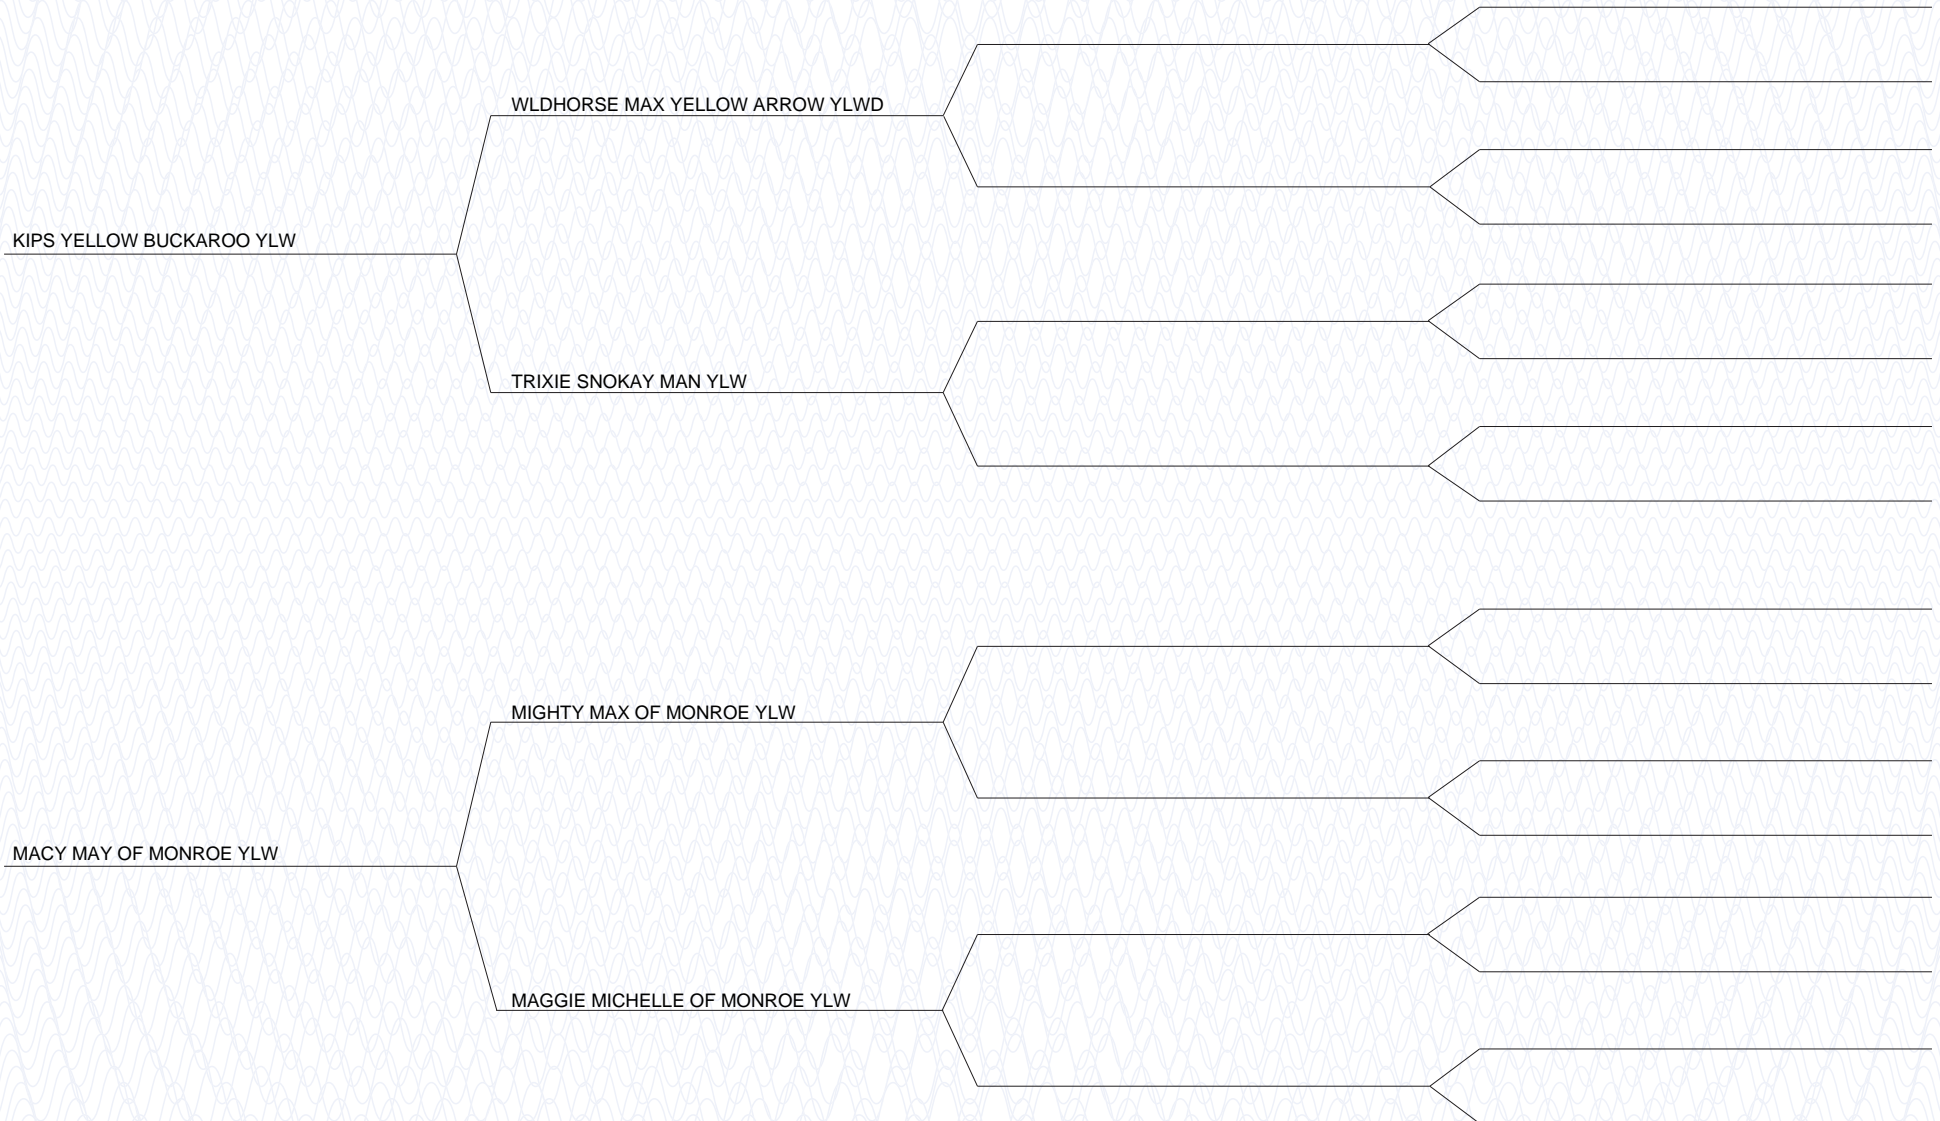 WLDHORSE MAX YELLOW ARROW YLWD
KIPS YELLOW BUCKAROO YLW
TRIXIE SNOKAY MAN YLW
MIGHTY MAX OF MONROE YLW
MACY MAY OF MONROE YLW
MAGGIE MICHELLE OF MONROE YLW